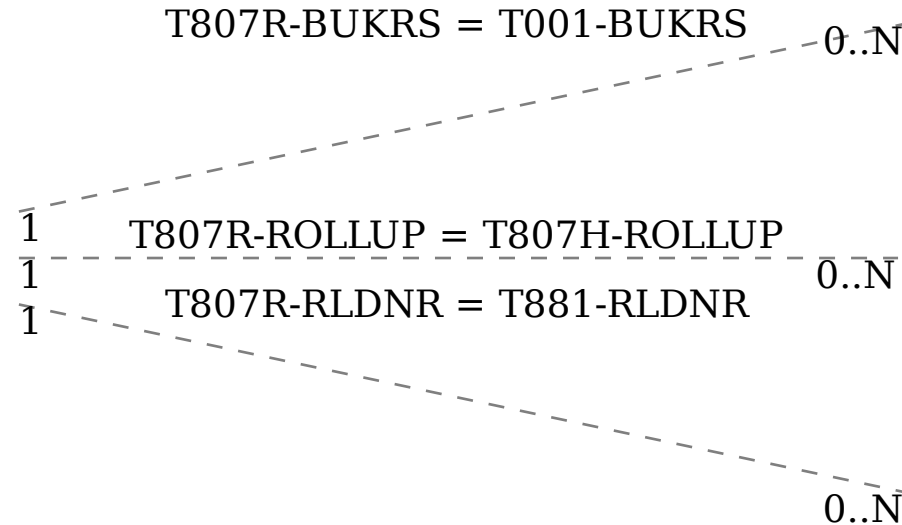 T807R-BUKRS = T001-BUKRS
0..N
1
T807R-ROLLUP = T807H-ROLLUP
1
0..N
T807R-RLDNR = T881-RLDNR
1
0..N